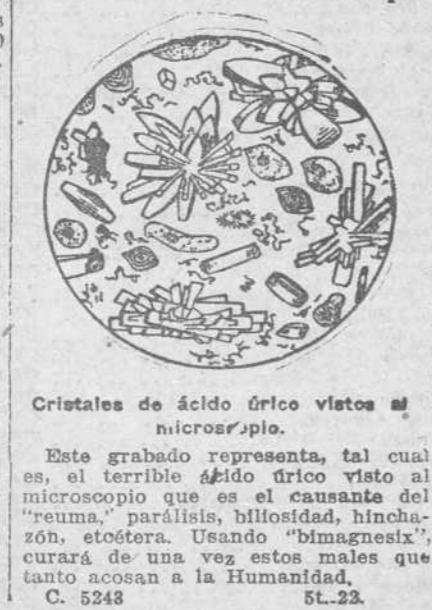 Cristales de ácido úrico vistos al
microscopio.
Este grabado representa, tal cual
es, el terrible ácido úrico visto al
microscopio que es el causante del
"reuma," parálisis, biliosidad, hincha-
zón, etcétera. Usando "bimagnesix",
curará de una vez estos males que
tanto acosan a la Humanidad.
C. 5243 5t.-23.